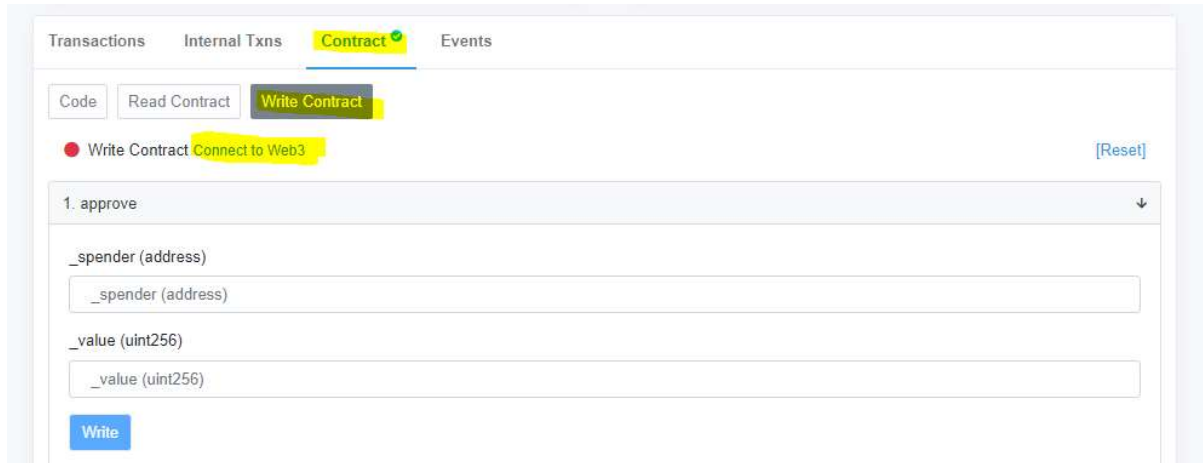 Transactions Internal Txns Contract Events
Code Read Contract Write Contract
Write Contract Connect to Web3 [Reset]
1. approve
_spender (address)
_spender (address)
_value (uint256)
_value (uint256)
Write